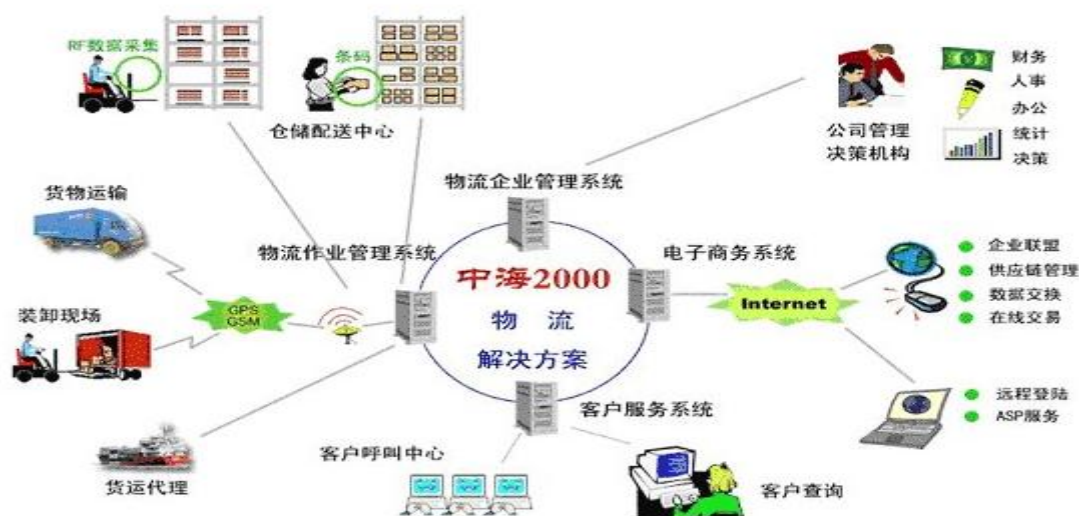 RF数据采集
条码
仓储配送中心
公司管理
决策机构
财务
人事
办公
统计
决策
货物运输
物流企业管理系统
物流作业管理系统
电子商务系统
中海2000
物 流
解决方案
GPS
GSM
Internet
企业联盟
供应链管理
数据交换
在线交易
装卸现场
远程登陆
ASP服务
客户服务系统
客户呼叫中心
货运代理
客户查询